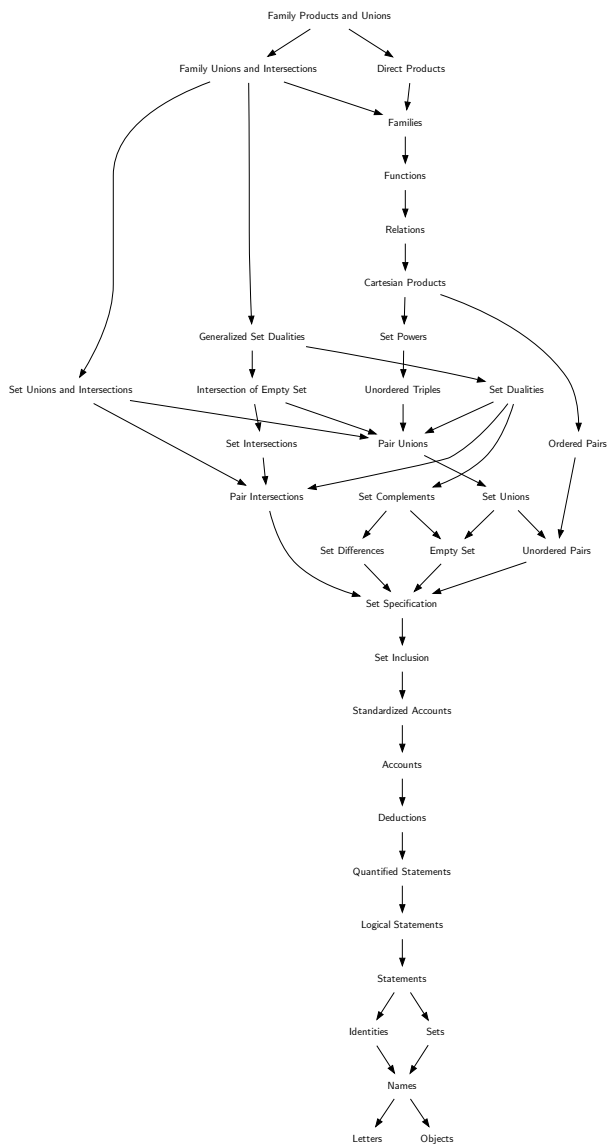 Family Products and Unions
Family Unions and Intersections
Direct Products
Families
Functions
Relations
Cartesian Products
Generalized Set Dualities
Set Powers
Set Unions and Intersections
Intersection of Empty Set
Unordered Triples
Set Dualities
Set Intersections
Pair Unions
Ordered Pairs
Pair Intersections
Set Complements
Set Unions
Set Differences
Empty Set
Unordered Pairs
Set Specification
Set Inclusion
Standardized Accounts
Accounts
Deductions
Quantified Statements
Logical Statements
Statements
Identities
Sets
Names
Letters
Objects